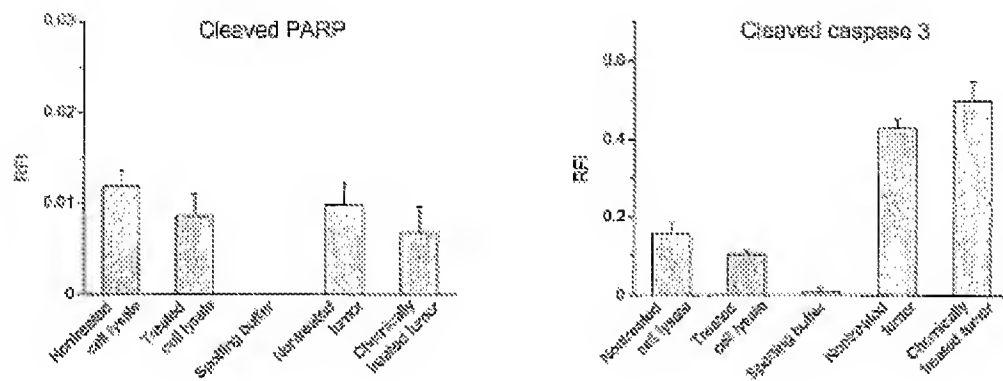 Cleaved PARP
0.03
0.02
0.01
0
RFI
Nontreated
cell lysate
Treated
cell lysate
Spotting buffer
Nontreated
tumor
Chemically
treated tumor
Cleaved caspase 3
0.6
0.4
0.2
0
RFI
Nontreated
cell lysate
Treated
cell lysate
Spotting buffer
Nontreated
tumor
Chemically
treated tumor